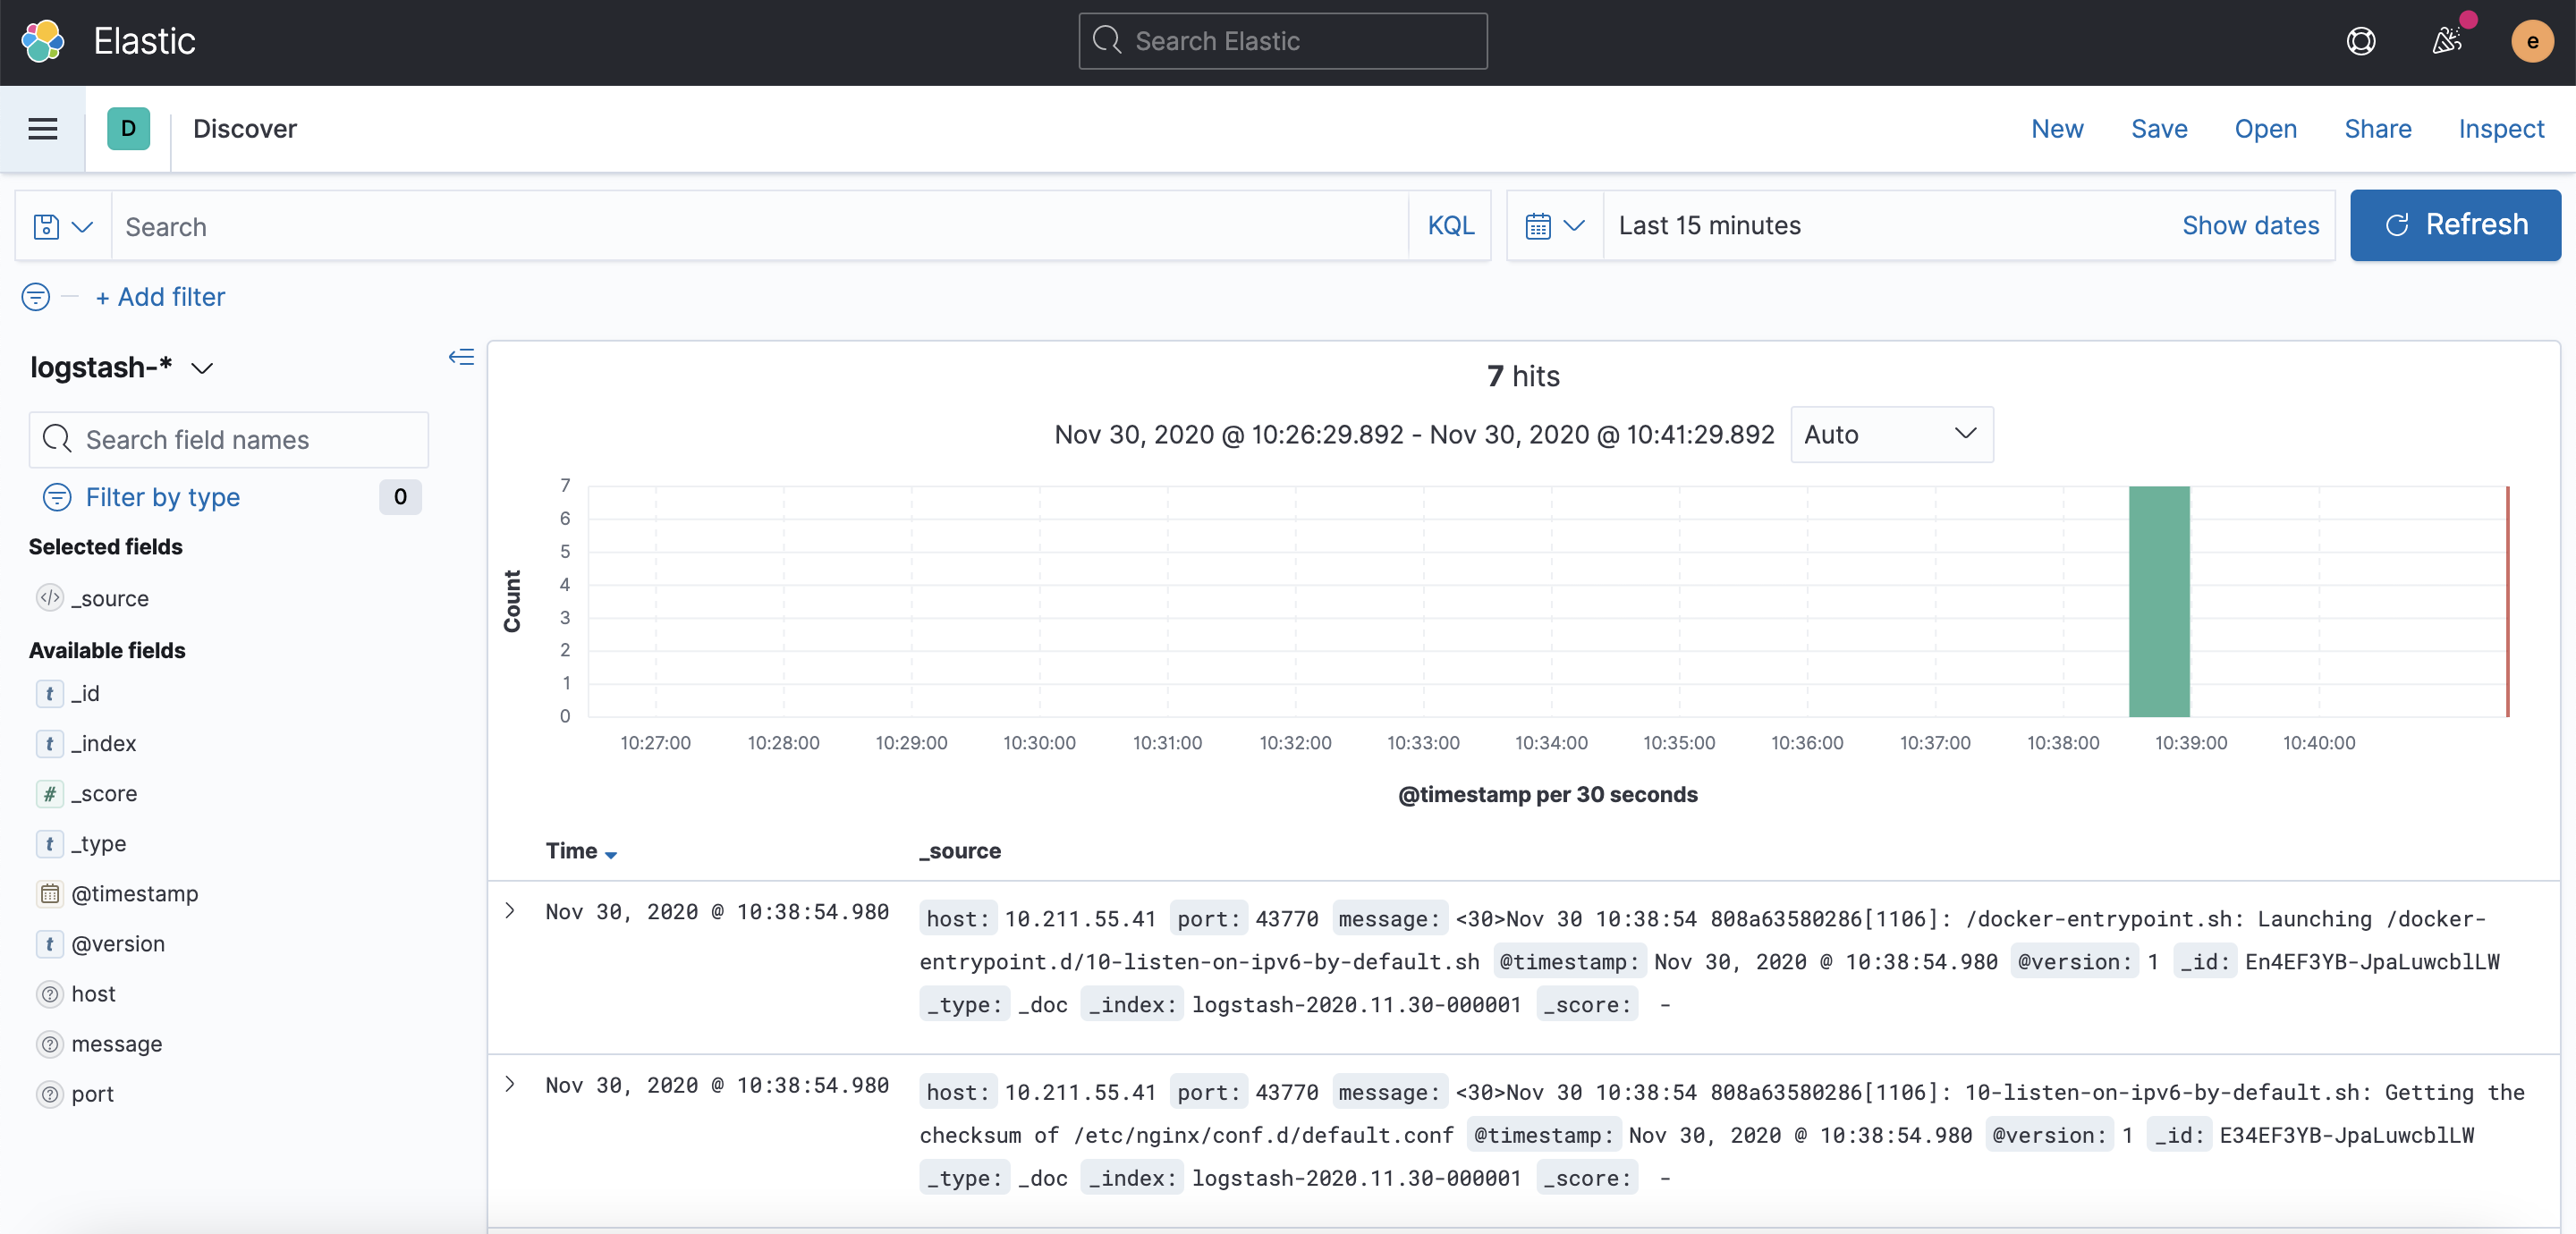 Elastic
Search Elastic
e
D
Discover
New Save Open Share Inspect
Search
KQL
Last 15 minutes
Show dates
Refresh
+ Add filter
logstash-*
Search field names
Filter by type 0
Selected fields
_source
Available fields
t _id
t _index
# _score
t _type
@timestamp
t @version
host
message
port
7 hits
Nov 30, 2020 @ 10:26:29.892 - Nov 30, 2020 @ 10:41:29.892
Auto
Count
7
6
5
4
3
2
1
0
10:27:00 10:28:00 10:29:00 10:30:00 10:31:00 10:32:00 10:33:00 10:34:00 10:35:00 10:36:00 10:37:00 10:38:00 10:39:00 10:40:00
@timestamp per 30 seconds
Time _source
Nov 30, 2020 @ 10:38:54.980
host: 10.211.55.41 port: 43770 message: <30>Nov 30 10:38:54 808a63580286[1106]: /docker-entrypoint.sh: Launching /docker-
entrypoint.d/10-listen-on-ipv6-by-default.sh @timestamp: Nov 30, 2020 @ 10:38:54.980 @version: 1 _id: En4EF3YB-JpaLuwcblLW
_type: _doc _index: logstash-2020.11.30-000001 _score: -
Nov 30, 2020 @ 10:38:54.980
host: 10.211.55.41 port: 43770 message: <30>Nov 30 10:38:54 808a63580286[1106]: 10-listen-on-ipv6-by-default.sh: Getting the
checksum of /etc/nginx/conf.d/default.conf @timestamp: Nov 30, 2020 @ 10:38:54.980 @version: 1 _id: E34EF3YB-JpaLuwcblLW
_type: _doc _index: logstash-2020.11.30-000001 _score: -